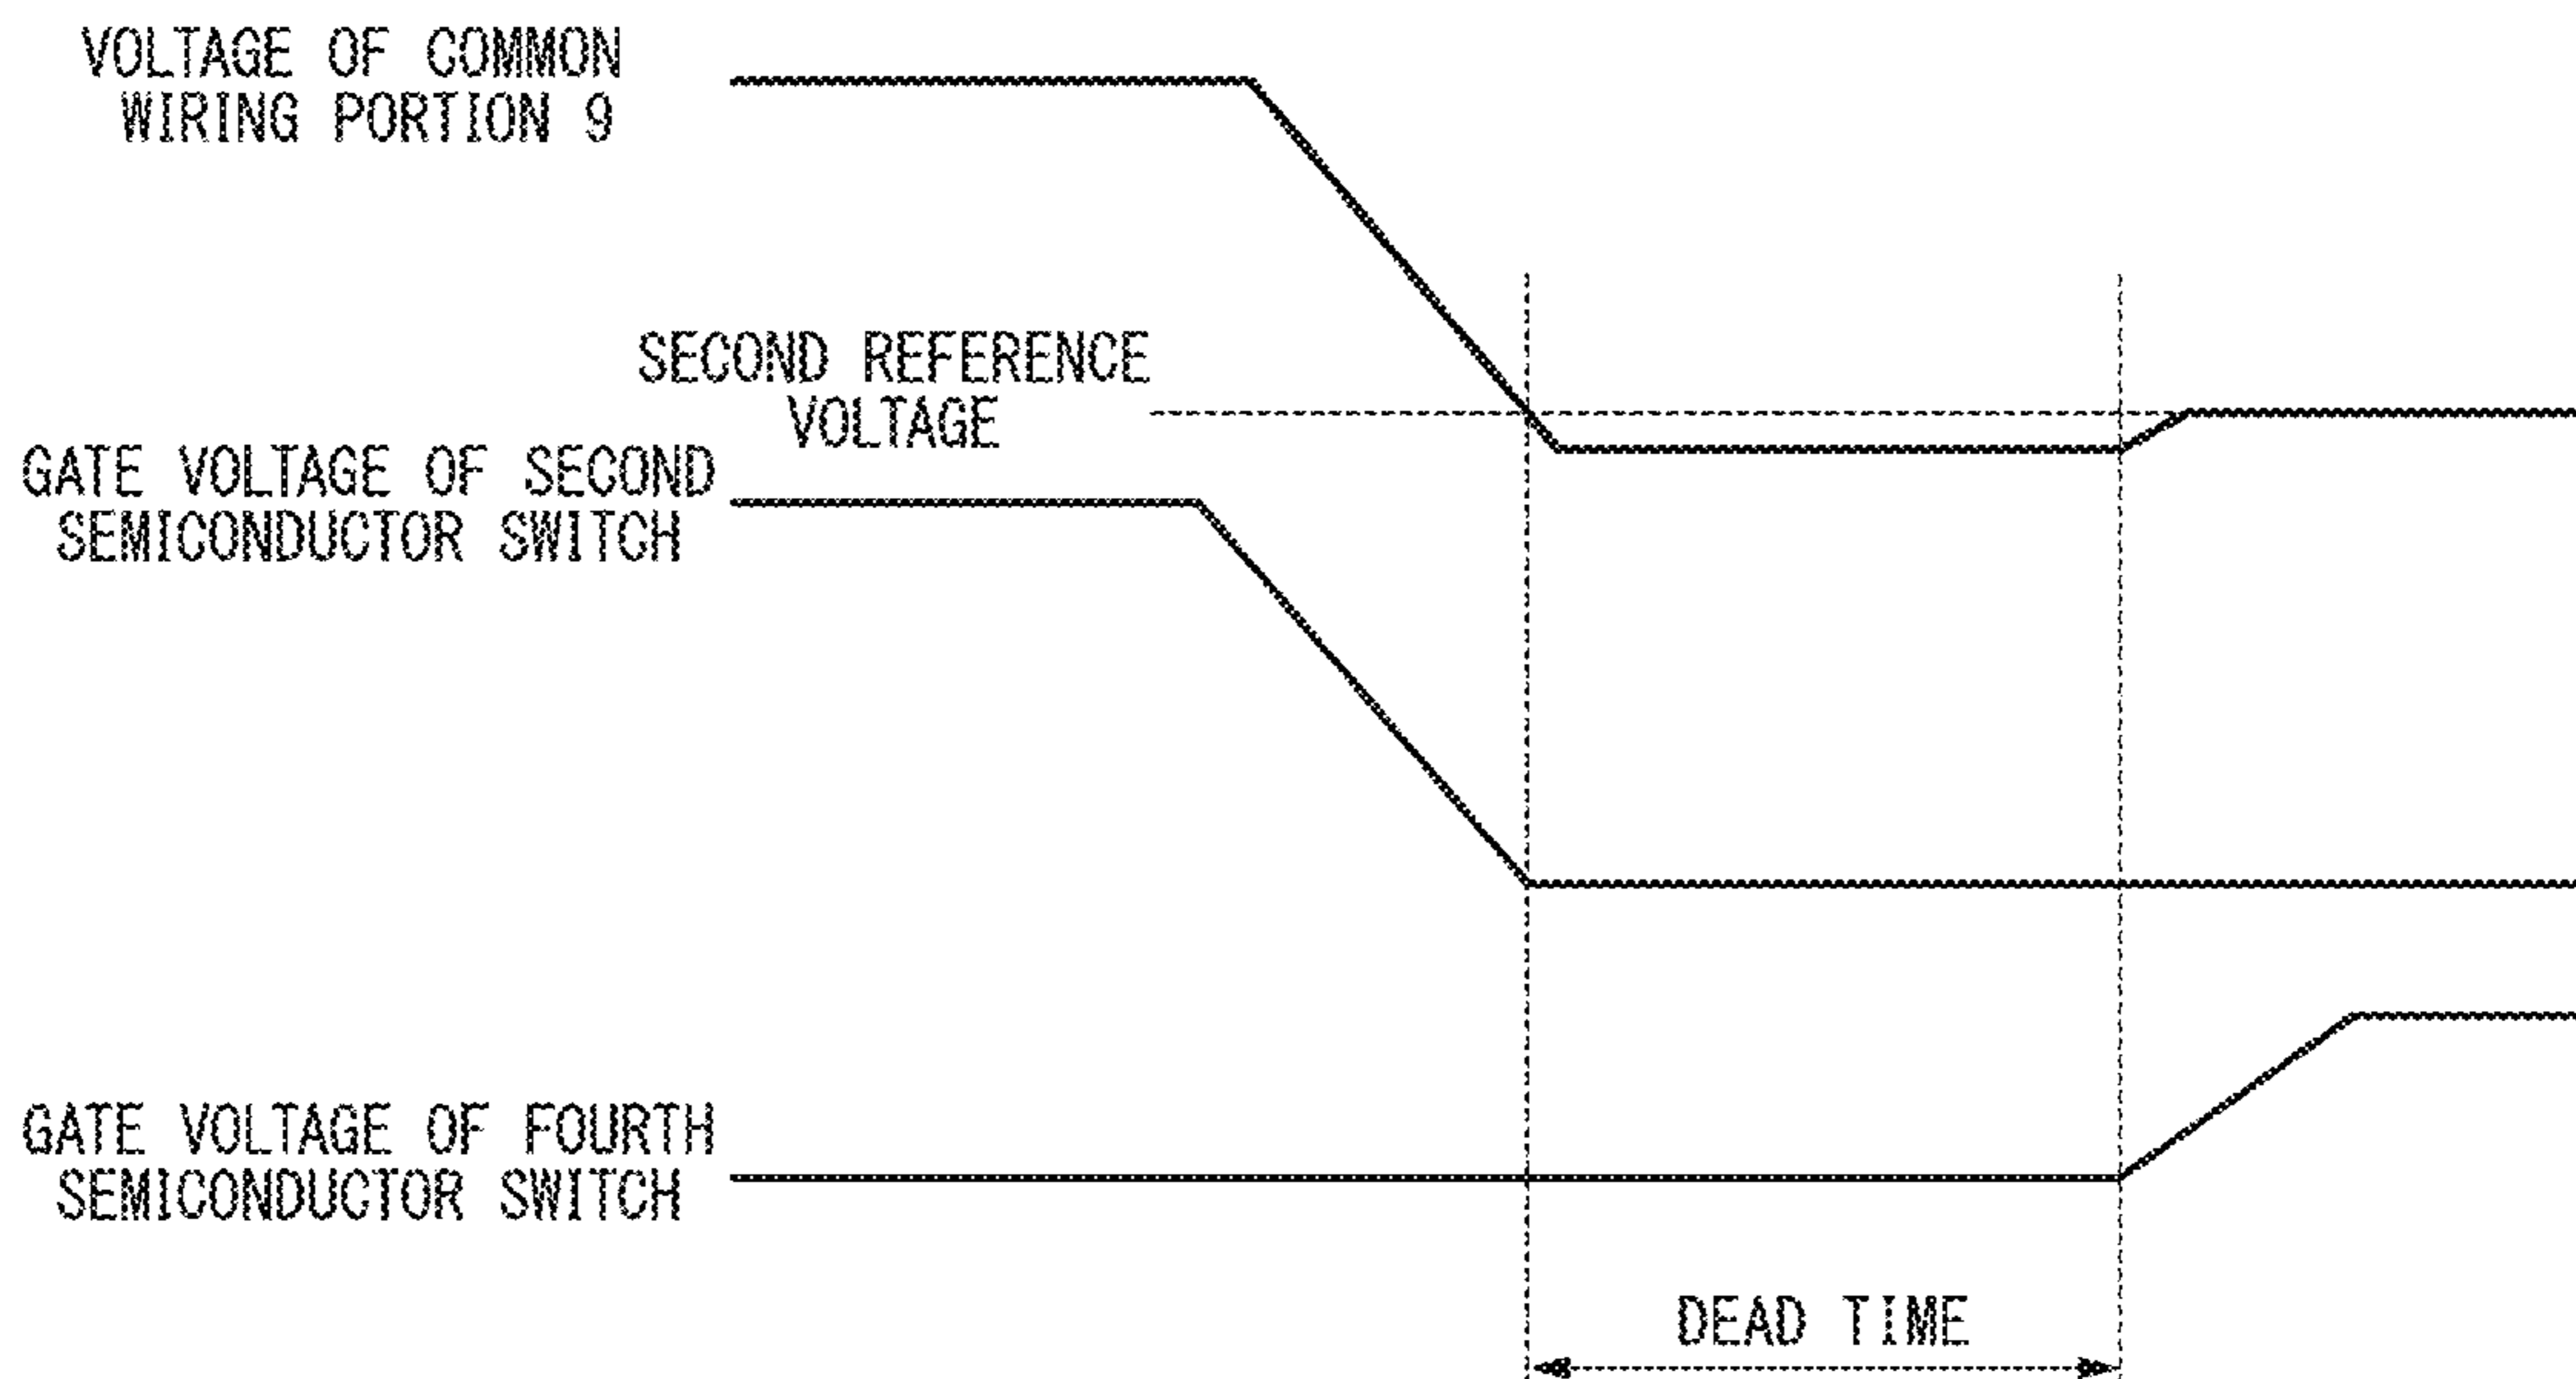 VOLTAGE OF COMMON
WIRING PORTION 9
SECOND REFERENCE
VOLTAGE
GATE VOLTAGE OF SECOND
SEMICONDUCTOR SWITCH
GATE VOLTAGE OF FOURTH
SEMICONDUCTOR SWITCH
DEAD TIME